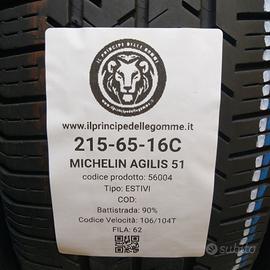 IL PRINCIPE DELLE GOMME
www.ilprincipedellegomme.it
215-65-16C
MICHELIN AGILIS 51
codice prodotto: 56004
Tipo: ESTIVI
COD:
Battistrada: 90%
Codice Velocità: 106/104T
FILA: 62
subito